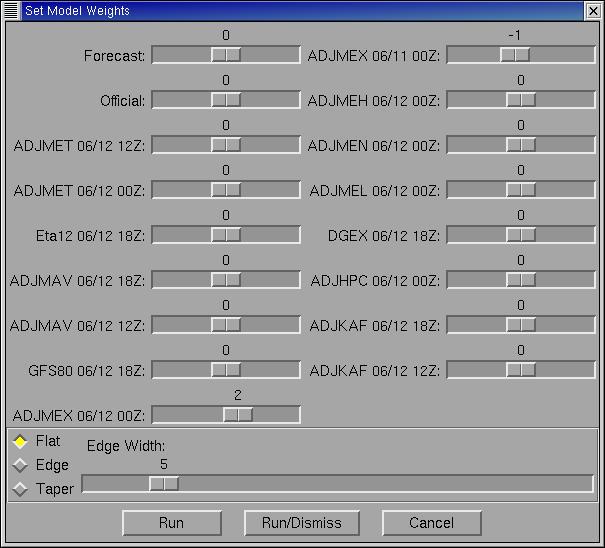 Set Model Weights
0
Forecast:
0
Official:
0
ADJMET 06/12 12Z:
0
ADJMET 06/12 00Z:
0
Eta12 06/12 18Z:
0
ADJMAV 06/12 18Z:
0
ADJMAV 06/12 12Z:
0
GFS80 06/12 18Z:
2
ADJMEX 06/12 00Z:
-1
ADJMEX 06/11 00Z:
0
ADJMEH 06/12 00Z:
0
ADJMEN 06/12 00Z:
0
ADJMEL 06/12 00Z:
0
DGEX 06/12 18Z:
0
ADJHPC 06/12 00Z:
0
ADJKAF 06/12 18Z:
0
ADJKAF 06/12 12Z:
Flat
Edge
Taper
Edge Width:
5
Run
Run/Dismiss
Cancel